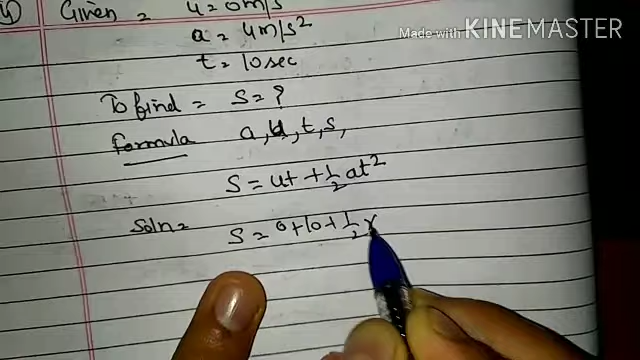 4) Given = u = 0m/s
a = 4m/s²
t = 10sec
To find = s = ?
Formula a, u, t, s,
s = ut + 1/2 at²
Soln = s = 0 + 10 + 1/2 x
Made with KINEMASTER